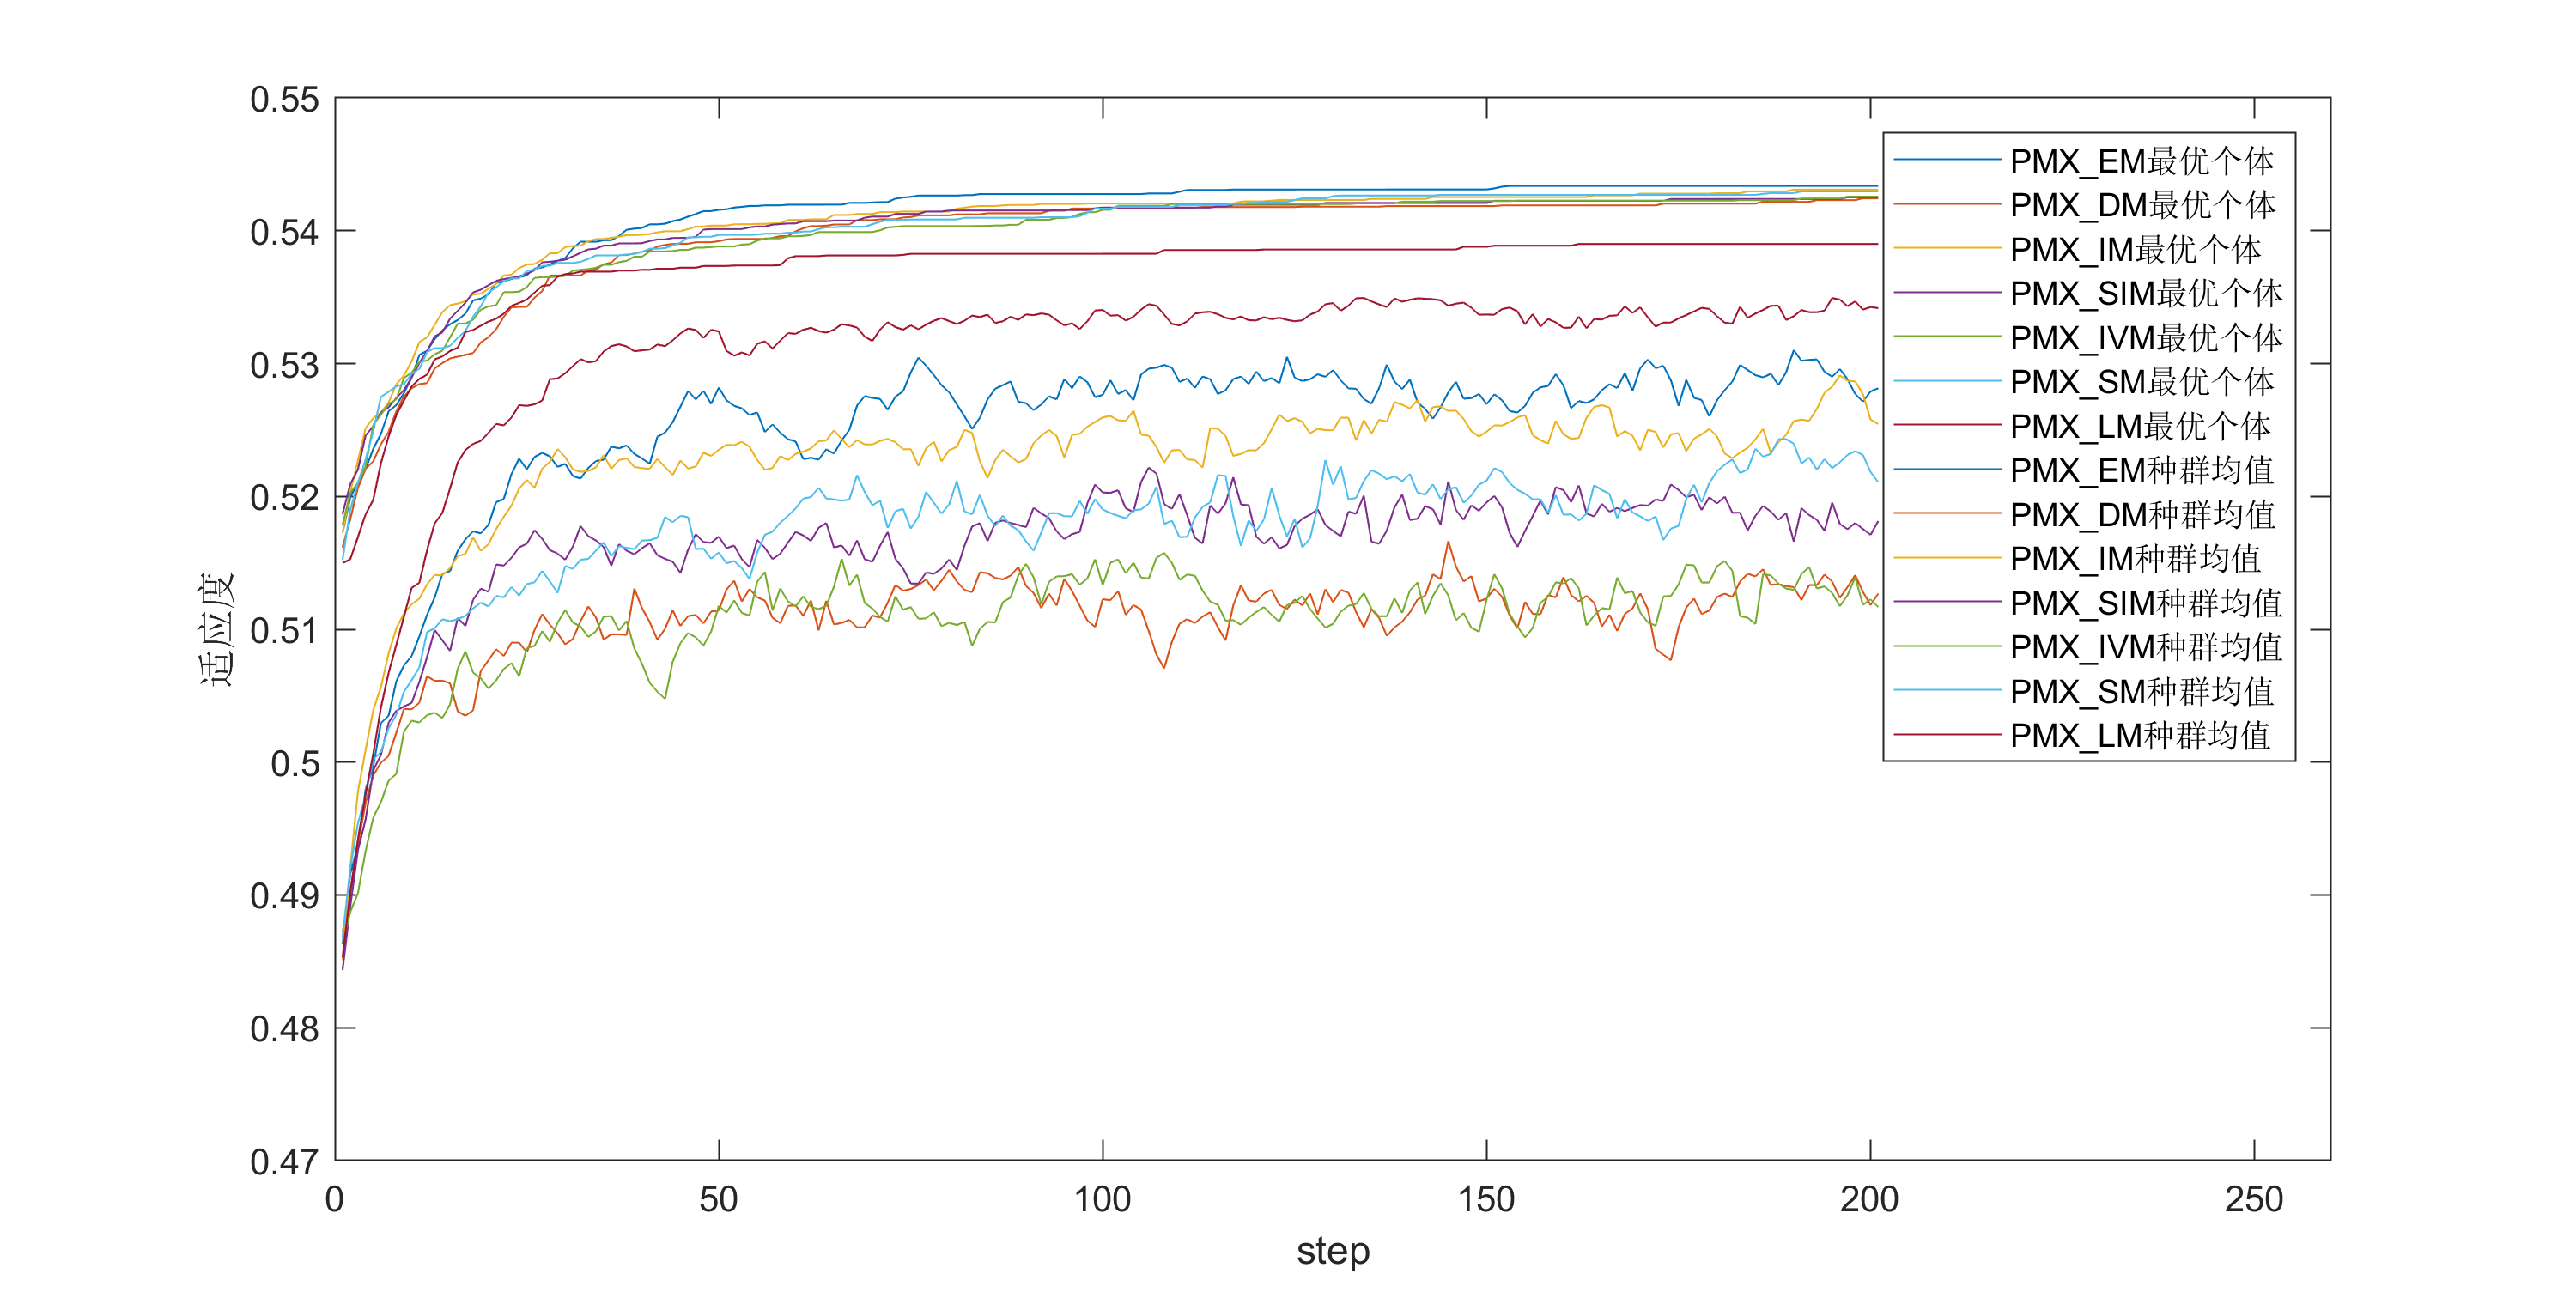 0.55
0.54
0.53
0.52
0.51
0.5
0.49
0.48
0.47
适应度
0 50 100 150 200 250
step
PMX_EM最优个体
PMX_DM最优个体
PMX_IM最优个体
PMX_SIM最优个体
PMX_IVM最优个体
PMX_SM最优个体
PMX_LM最优个体
PMX_EM种群均值
PMX_DM种群均值
PMX_IM种群均值
PMX_SIM种群均值
PMX_IVM种群均值
PMX_SM种群均值
PMX_LM种群均值